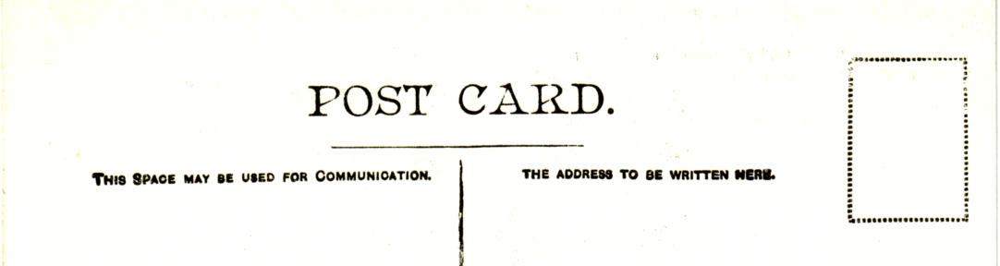 POST CARD.
THIS SPACE MAY BE USED FOR COMMUNICATION.
THE ADDRESS TO BE WRITTEN HERE.